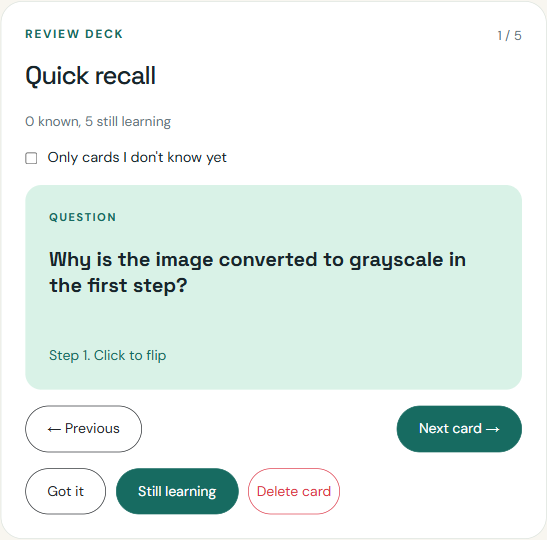 REVIEW DECK
1 / 5
Quick recall
0 known, 5 still learning
Only cards I don't know yet
QUESTION
Why is the image converted to grayscale in
the first step?
Step 1. Click to flip
← Previous
Next card →
Got it
Still learning
Delete card